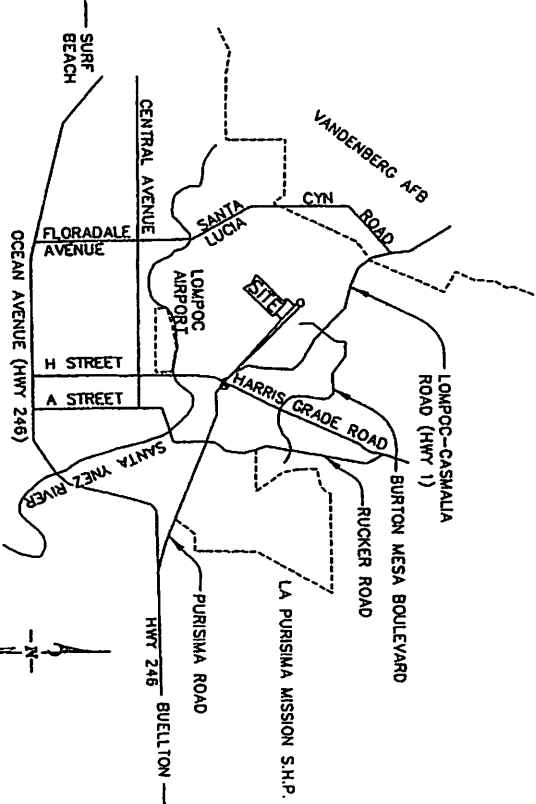 SURF
BEACH
CENTRAL AVENUE
VANDENBERG AFB
SANTA
LUCIA
CYN
ROAD
FLORADALE
AVENUE
OCEAN AVENUE (HWY 246)
LOMPOC
AIRPORT
SITE
LOMPOC-CASMALIA
ROAD (HWY 1)
H STREET
A STREET
HARRIS GRADE ROAD
BURTON MESA BOULEVARD
RUCKER ROAD
SANTA YNEZ RIVER
LA PURISIMA MISSION S.H.P.
PURISIMA ROAD
HWY 246
BUELLTON
N